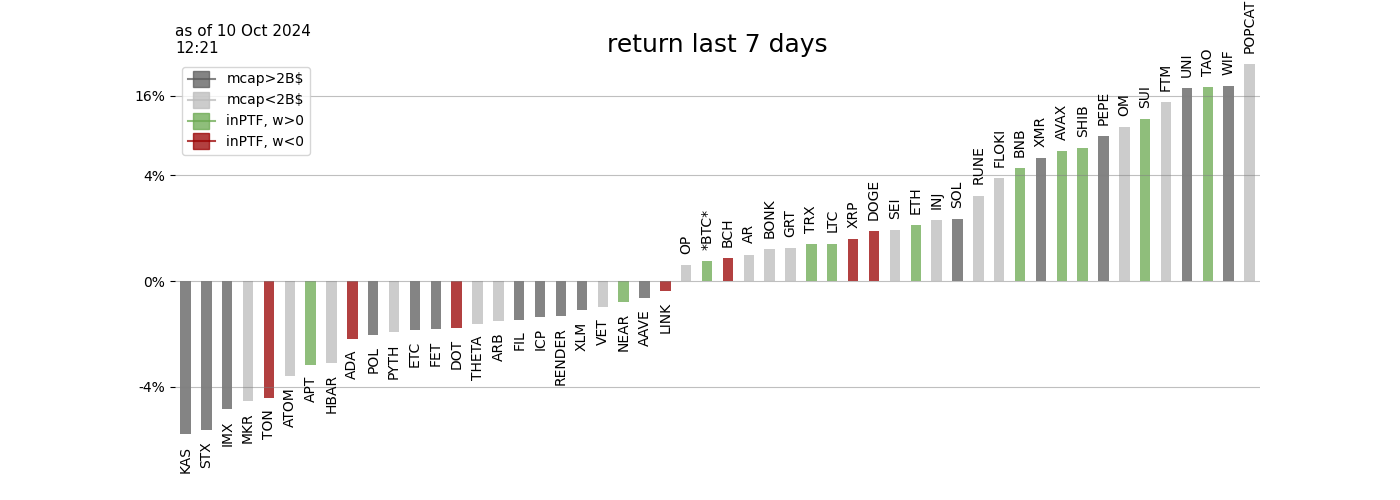 as of 10 Oct 2024
12:21
return last 7 days
mcap>2B$
mcap<2B$
inPTF, w>0
inPTF, w<0
16%
4%
0%
-4%
KAS
STX
IMX
MKR
TON
ATOM
APT
HBAR
ADA
POL
PYTH
ETC
FET
DOT
THETA
ARB
FIL
ICP
RENDER
XLM
VET
NEAR
AAVE
LINK
OP
*BTC*
BCH
AR
BONK
GRT
TRX
LTC
XRP
DOGE
SEI
ETH
INJ
SOL
RUNE
FLOKI
BNB
XMR
AVAX
SHIB
PEPE
OM
SUI
FTM
UNI
TAO
WIF
POPCAT